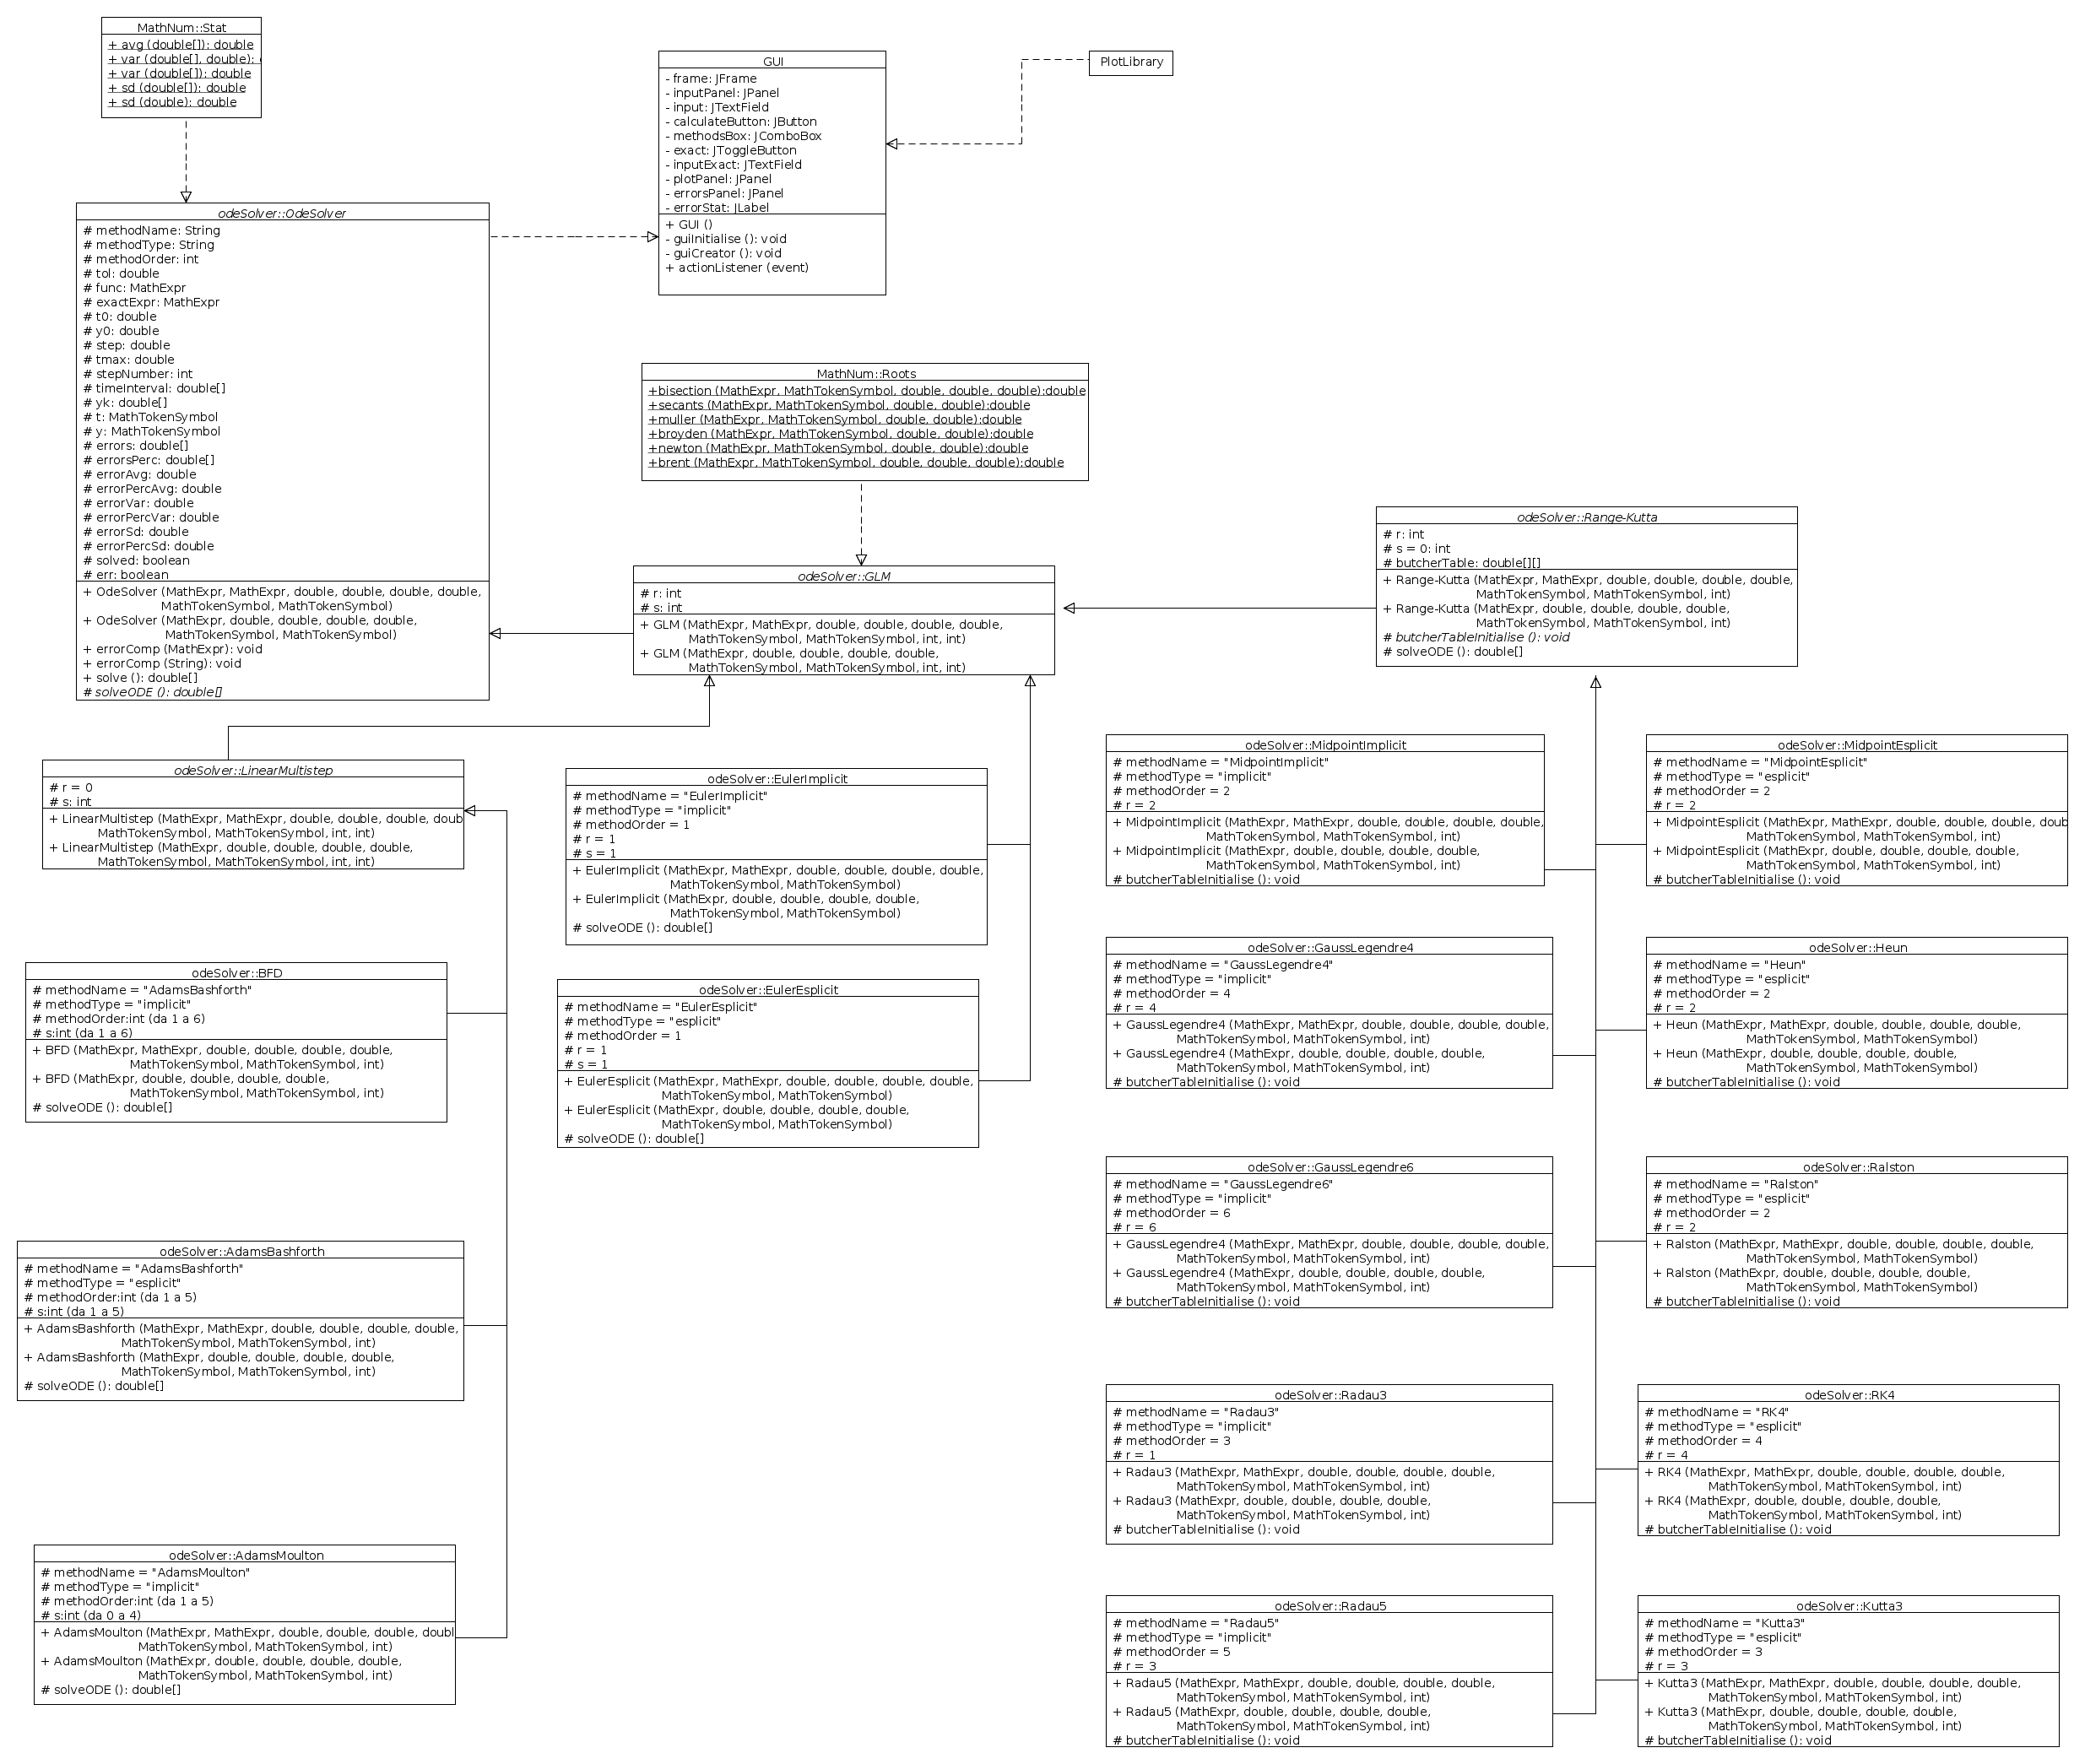 MathNum::Stat
+ avg (double[]): double
+ var (double[], double):
+ var (double[]): double
+ sd (double[]): double
+ sd (double): double
GUI
- frame: JFrame
- inputPanel: JPanel
- input: JTextField
- calculateButton: JButton
- methodsBox: JComboBox
- exact: JToggleButton
- inputExact: JTextField
- plotPanel: JPanel
- errorsPanel: JPanel
- errorStat: JLabel
+ GUI ()
- guiInitialise (): void
- guiCreator (): void
+ actionListener (event)
PlotLibrary
odeSolver::OdeSolver
# methodName: String
# methodType: String
# methodOrder: int
# tol: double
# func: MathExpr
# exactExpr: MathExpr
# t0: double
# y0: double
# step: double
# tmax: double
# stepNumber: int
# timeInterval: double[]
# yk: double[]
# t: MathTokenSymbol
# y: MathTokenSymbol
# errors: double[]
# errorsPerc: double[]
# errorAvg: double
# errorPercAvg: double
# errorVar: double
# errorPercVar: double
# errorSd: double
# errorPercSd: double
# solved: boolean
# err: boolean
+ OdeSolver (MathExpr, MathExpr, double, double, double, double,
MathTokenSymbol, MathTokenSymbol)
+ OdeSolver (MathExpr, double, double, double, double,
MathTokenSymbol, MathTokenSymbol)
+ errorComp (MathExpr): void
+ errorComp (String): void
+ solve (): double[]
# solveODE (): double[]
MathNum::Roots
+bisection (MathExpr, MathTokenSymbol, double, double, double):double
+secants (MathExpr, MathTokenSymbol, double, double):double
+muller (MathExpr, MathTokenSymbol, double, double):double
+broyden (MathExpr, MathTokenSymbol, double, double):double
+newton (MathExpr, MathTokenSymbol, double, double):double
+brent (MathExpr, MathTokenSymbol, double, double, double):double
odeSolver::GLM
# r: int
# s: int
+ GLM (MathExpr, MathExpr, double, double, double, double,
MathTokenSymbol, MathTokenSymbol, int, int)
+ GLM (MathExpr, double, double, double, double,
MathTokenSymbol, MathTokenSymbol, int, int)
odeSolver::Range-Kutta
# r: int
# s = 0: int
# butcherTable: double[][]
+ Range-Kutta (MathExpr, MathExpr, double, double, double, double,
MathTokenSymbol, MathTokenSymbol, int)
+ Range-Kutta (MathExpr, double, double, double, double,
MathTokenSymbol, MathTokenSymbol, int)
# butcherTableInitialise (): void
# solveODE (): double[]
odeSolver::LinearMultistep
# r = 0
# s: int
+ LinearMultistep (MathExpr, MathExpr, double, double, double, doub
MathTokenSymbol, MathTokenSymbol, int, int)
+ LinearMultistep (MathExpr, double, double, double, double,
MathTokenSymbol, MathTokenSymbol, int, int)
odeSolver::BFD
# methodName = "AdamsBashforth"
# methodType = "implicit"
# methodOrder:int (da 1 a 6)
# s:int (da 1 a 6)
+ BFD (MathExpr, MathExpr, double, double, double, double,
MathTokenSymbol, MathTokenSymbol, int)
+ BFD (MathExpr, double, double, double, double,
MathTokenSymbol, MathTokenSymbol, int)
# solveODE (): double[]
odeSolver::AdamsBashforth
# methodName = "AdamsBashforth"
# methodType = "esplicit"
# methodOrder:int (da 1 a 5)
# s:int (da 1 a 5)
+ AdamsBashforth (MathExpr, MathExpr, double, double, double, double,
MathTokenSymbol, MathTokenSymbol, int)
+ AdamsBashforth (MathExpr, double, double, double, double,
MathTokenSymbol, MathTokenSymbol, int)
# solveODE (): double[]
odeSolver::AdamsMoulton
# methodName = "AdamsMoulton"
# methodType = "implicit"
# methodOrder:int (da 1 a 5)
# s:int (da 0 a 4)
+ AdamsMoulton (MathExpr, MathExpr, double, double, double, doubl
MathTokenSymbol, MathTokenSymbol, int)
+ AdamsMoulton (MathExpr, double, double, double, double,
MathTokenSymbol, MathTokenSymbol, int)
# solveODE (): double[]
odeSolver::EulerImplicit
# methodName = "EulerImplicit"
# methodType = "implicit"
# methodOrder = 1
# r = 1
# s = 1
+ EulerImplicit (MathExpr, MathExpr, double, double, double, double,
MathTokenSymbol, MathTokenSymbol)
+ EulerImplicit (MathExpr, double, double, double, double,
MathTokenSymbol, MathTokenSymbol)
# solveODE (): double[]
odeSolver::EulerEsplicit
# methodName = "EulerEsplicit"
# methodType = "esplicit"
# methodOrder = 1
# r = 1
# s = 1
+ EulerEsplicit (MathExpr, MathExpr, double, double, double, double,
MathTokenSymbol, MathTokenSymbol)
+ EulerEsplicit (MathExpr, double, double, double, double,
MathTokenSymbol, MathTokenSymbol)
# solveODE (): double[]
odeSolver::MidpointImplicit
# methodName = "MidpointImplicit"
# methodType = "implicit"
# methodOrder = 2
# r = 2
+ MidpointImplicit (MathExpr, MathExpr, double, double, double, double,
MathTokenSymbol, MathTokenSymbol, int)
+ MidpointImplicit (MathExpr, double, double, double, double,
MathTokenSymbol, MathTokenSymbol, int)
# butcherTableInitialise (): void
odeSolver::MidpointEsplicit
# methodName = "MidpointEsplicit"
# methodType = "esplicit"
# methodOrder = 2
# r = 2
+ MidpointEsplicit (MathExpr, MathExpr, double, double, double, doub
MathTokenSymbol, MathTokenSymbol, int)
+ MidpointEsplicit (MathExpr, double, double, double, double,
MathTokenSymbol, MathTokenSymbol, int)
# butcherTableInitialise (): void
odeSolver::GaussLegendre4
# methodName = "GaussLegendre4"
# methodType = "implicit"
# methodOrder = 4
# r = 4
+ GaussLegendre4 (MathExpr, MathExpr, double, double, double, double,
MathTokenSymbol, MathTokenSymbol, int)
+ GaussLegendre4 (MathExpr, double, double, double, double,
MathTokenSymbol, MathTokenSymbol, int)
# butcherTableInitialise (): void
odeSolver::Heun
# methodName = "Heun"
# methodType = "esplicit"
# methodOrder = 2
# r = 2
+ Heun (MathExpr, MathExpr, double, double, double, double,
MathTokenSymbol, MathTokenSymbol)
+ Heun (MathExpr, double, double, double, double,
MathTokenSymbol, MathTokenSymbol)
# butcherTableInitialise (): void
odeSolver::GaussLegendre6
# methodName = "GaussLegendre6"
# methodType = "implicit"
# methodOrder = 6
# r = 6
+ GaussLegendre4 (MathExpr, MathExpr, double, double, double, double,
MathTokenSymbol, MathTokenSymbol, int)
+ GaussLegendre4 (MathExpr, double, double, double, double,
MathTokenSymbol, MathTokenSymbol, int)
# butcherTableInitialise (): void
odeSolver::Ralston
# methodName = "Ralston"
# methodType = "esplicit"
# methodOrder = 2
# r = 2
+ Ralston (MathExpr, MathExpr, double, double, double, double,
MathTokenSymbol, MathTokenSymbol)
+ Ralston (MathExpr, double, double, double, double,
MathTokenSymbol, MathTokenSymbol)
# butcherTableInitialise (): void
odeSolver::Radau3
# methodName = "Radau3"
# methodType = "implicit"
# methodOrder = 3
# r = 1
+ Radau3 (MathExpr, MathExpr, double, double, double, double,
MathTokenSymbol, MathTokenSymbol, int)
+ Radau3 (MathExpr, double, double, double, double,
MathTokenSymbol, MathTokenSymbol, int)
# butcherTableInitialise (): void
odeSolver::RK4
# methodName = "RK4"
# methodType = "esplicit"
# methodOrder = 4
# r = 4
+ RK4 (MathExpr, MathExpr, double, double, double, double,
MathTokenSymbol, MathTokenSymbol, int)
+ RK4 (MathExpr, double, double, double, double,
MathTokenSymbol, MathTokenSymbol, int)
# butcherTableInitialise (): void
odeSolver::Radau5
# methodName = "Radau5"
# methodType = "implicit"
# methodOrder = 5
# r = 3
+ Radau5 (MathExpr, MathExpr, double, double, double, double,
MathTokenSymbol, MathTokenSymbol, int)
+ Radau5 (MathExpr, double, double, double, double,
MathTokenSymbol, MathTokenSymbol, int)
# butcherTableInitialise (): void
odeSolver::Kutta3
# methodName = "Kutta3"
# methodType = "esplicit"
# methodOrder = 3
# r = 3
+ Kutta3 (MathExpr, MathExpr, double, double, double, double,
MathTokenSymbol, MathTokenSymbol, int)
+ Kutta3 (MathExpr, double, double, double, double,
MathTokenSymbol, MathTokenSymbol, int)
# butcherTableInitialise (): void